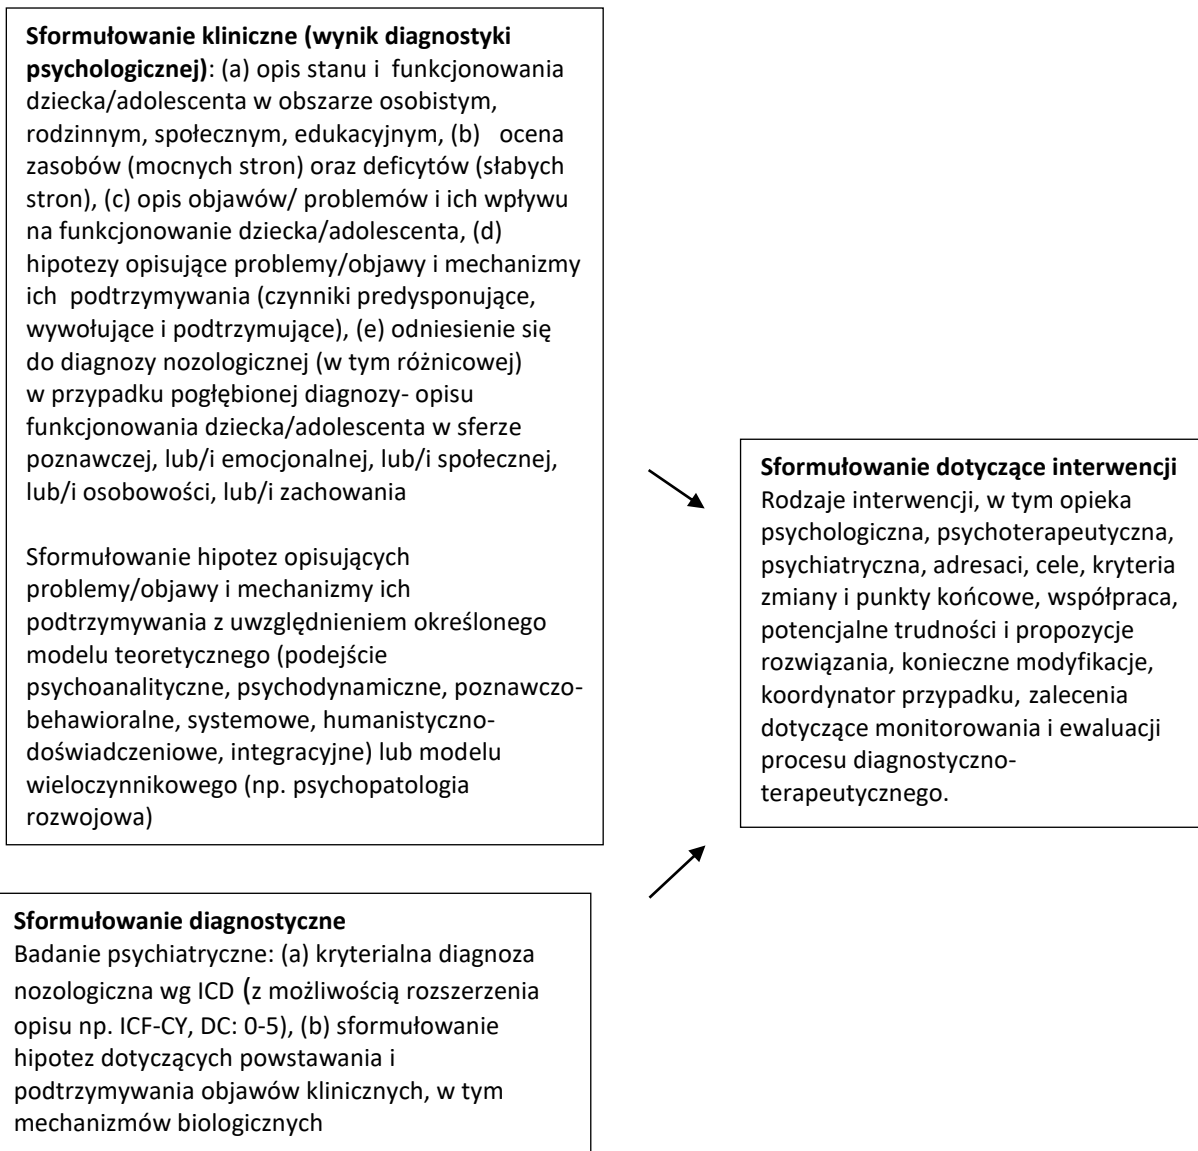 Sformułowanie kliniczne (wynik diagnostyki
psychologicznej): (a) opis stanu i funkcjonowania
dziecka/adolescenta w obszarze osobistym,
rodzinnym, społecznym, edukacyjnym, (b) ocena
zasobów (mocnych stron) oraz deficytów (słabych
stron), (c) opis objawów/ problemów i ich wpływu
na funkcjonowanie dziecka/adolescenta, (d)
hipotezy opisujące problemy/objawy i mechanizmy
ich podtrzymywania (czynniki predysponujące,
wywołujące i podtrzymujące), (e) odniesienie się
do diagnozy nozologicznej (w tym różnicowej)
w przypadku pogłębionej diagnozy- opisu
funkcjonowania dziecka/adolescenta w sferze
poznawczej, lub/i emocjonalnej, lub/i społecznej,
lub/i osobowości, lub/i zachowania
Sformułowanie hipotez opisujących
problemy/objawy i mechanizmy ich
podtrzymywania z uwzględnieniem określonego
modelu teoretycznego (podejście
psychoanalityczne, psychodynamiczne, poznawczo-
behawioralne, systemowe, humanistyczno-
doświadczeniowe, integracyjne) lub modelu
wieloczynnikowego (np. psychopatologia
rozwojowa)
Sformułowanie diagnostyczne
Badanie psychiatryczne: (a) kryterialna diagnoza
nozologiczna wg ICD (z możliwością rozszerzenia
opisu np. ICF-CY, DC: 0-5), (b) sformułowanie
hipotez dotyczących powstawania i
podtrzymywania objawów klinicznych, w tym
mechanizmów biologicznych
Sformułowanie dotyczące interwencji
Rodzaje interwencji, w tym opieka
psychologiczna, psychoterapeutyczna,
psychiatryczna, adresaci, cele, kryteria
zmiany i punkty końcowe, współpraca,
potencjalne trudności i propozycje
rozwiązania, konieczne modyfikacje,
koordynator przypadku, zalecenia
dotyczące monitorowania i ewaluacji
procesu diagnostyczno-
terapeutycznego.